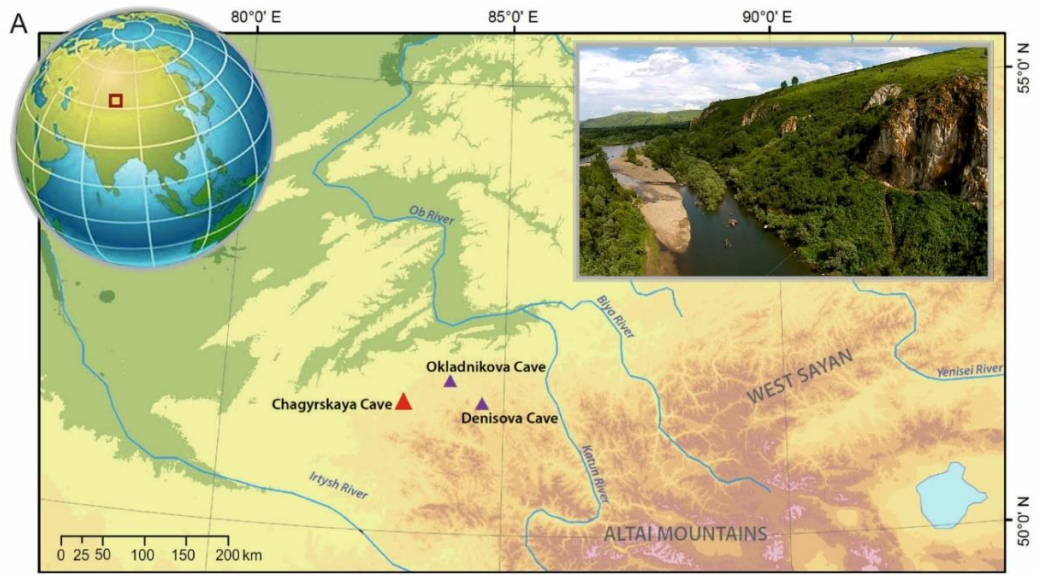 A
80°0' E
85°0' E
90°0' E
55°0' N
Ob River
Biya River
Okladnikova Cave
WEST SAYAN
Yenisei River
Chagyrskaya Cave
Denisova Cave
Katun River
Irtysh River
ALTAI MOUNTAINS
50°0' N
0 25 50 100 150 200 km